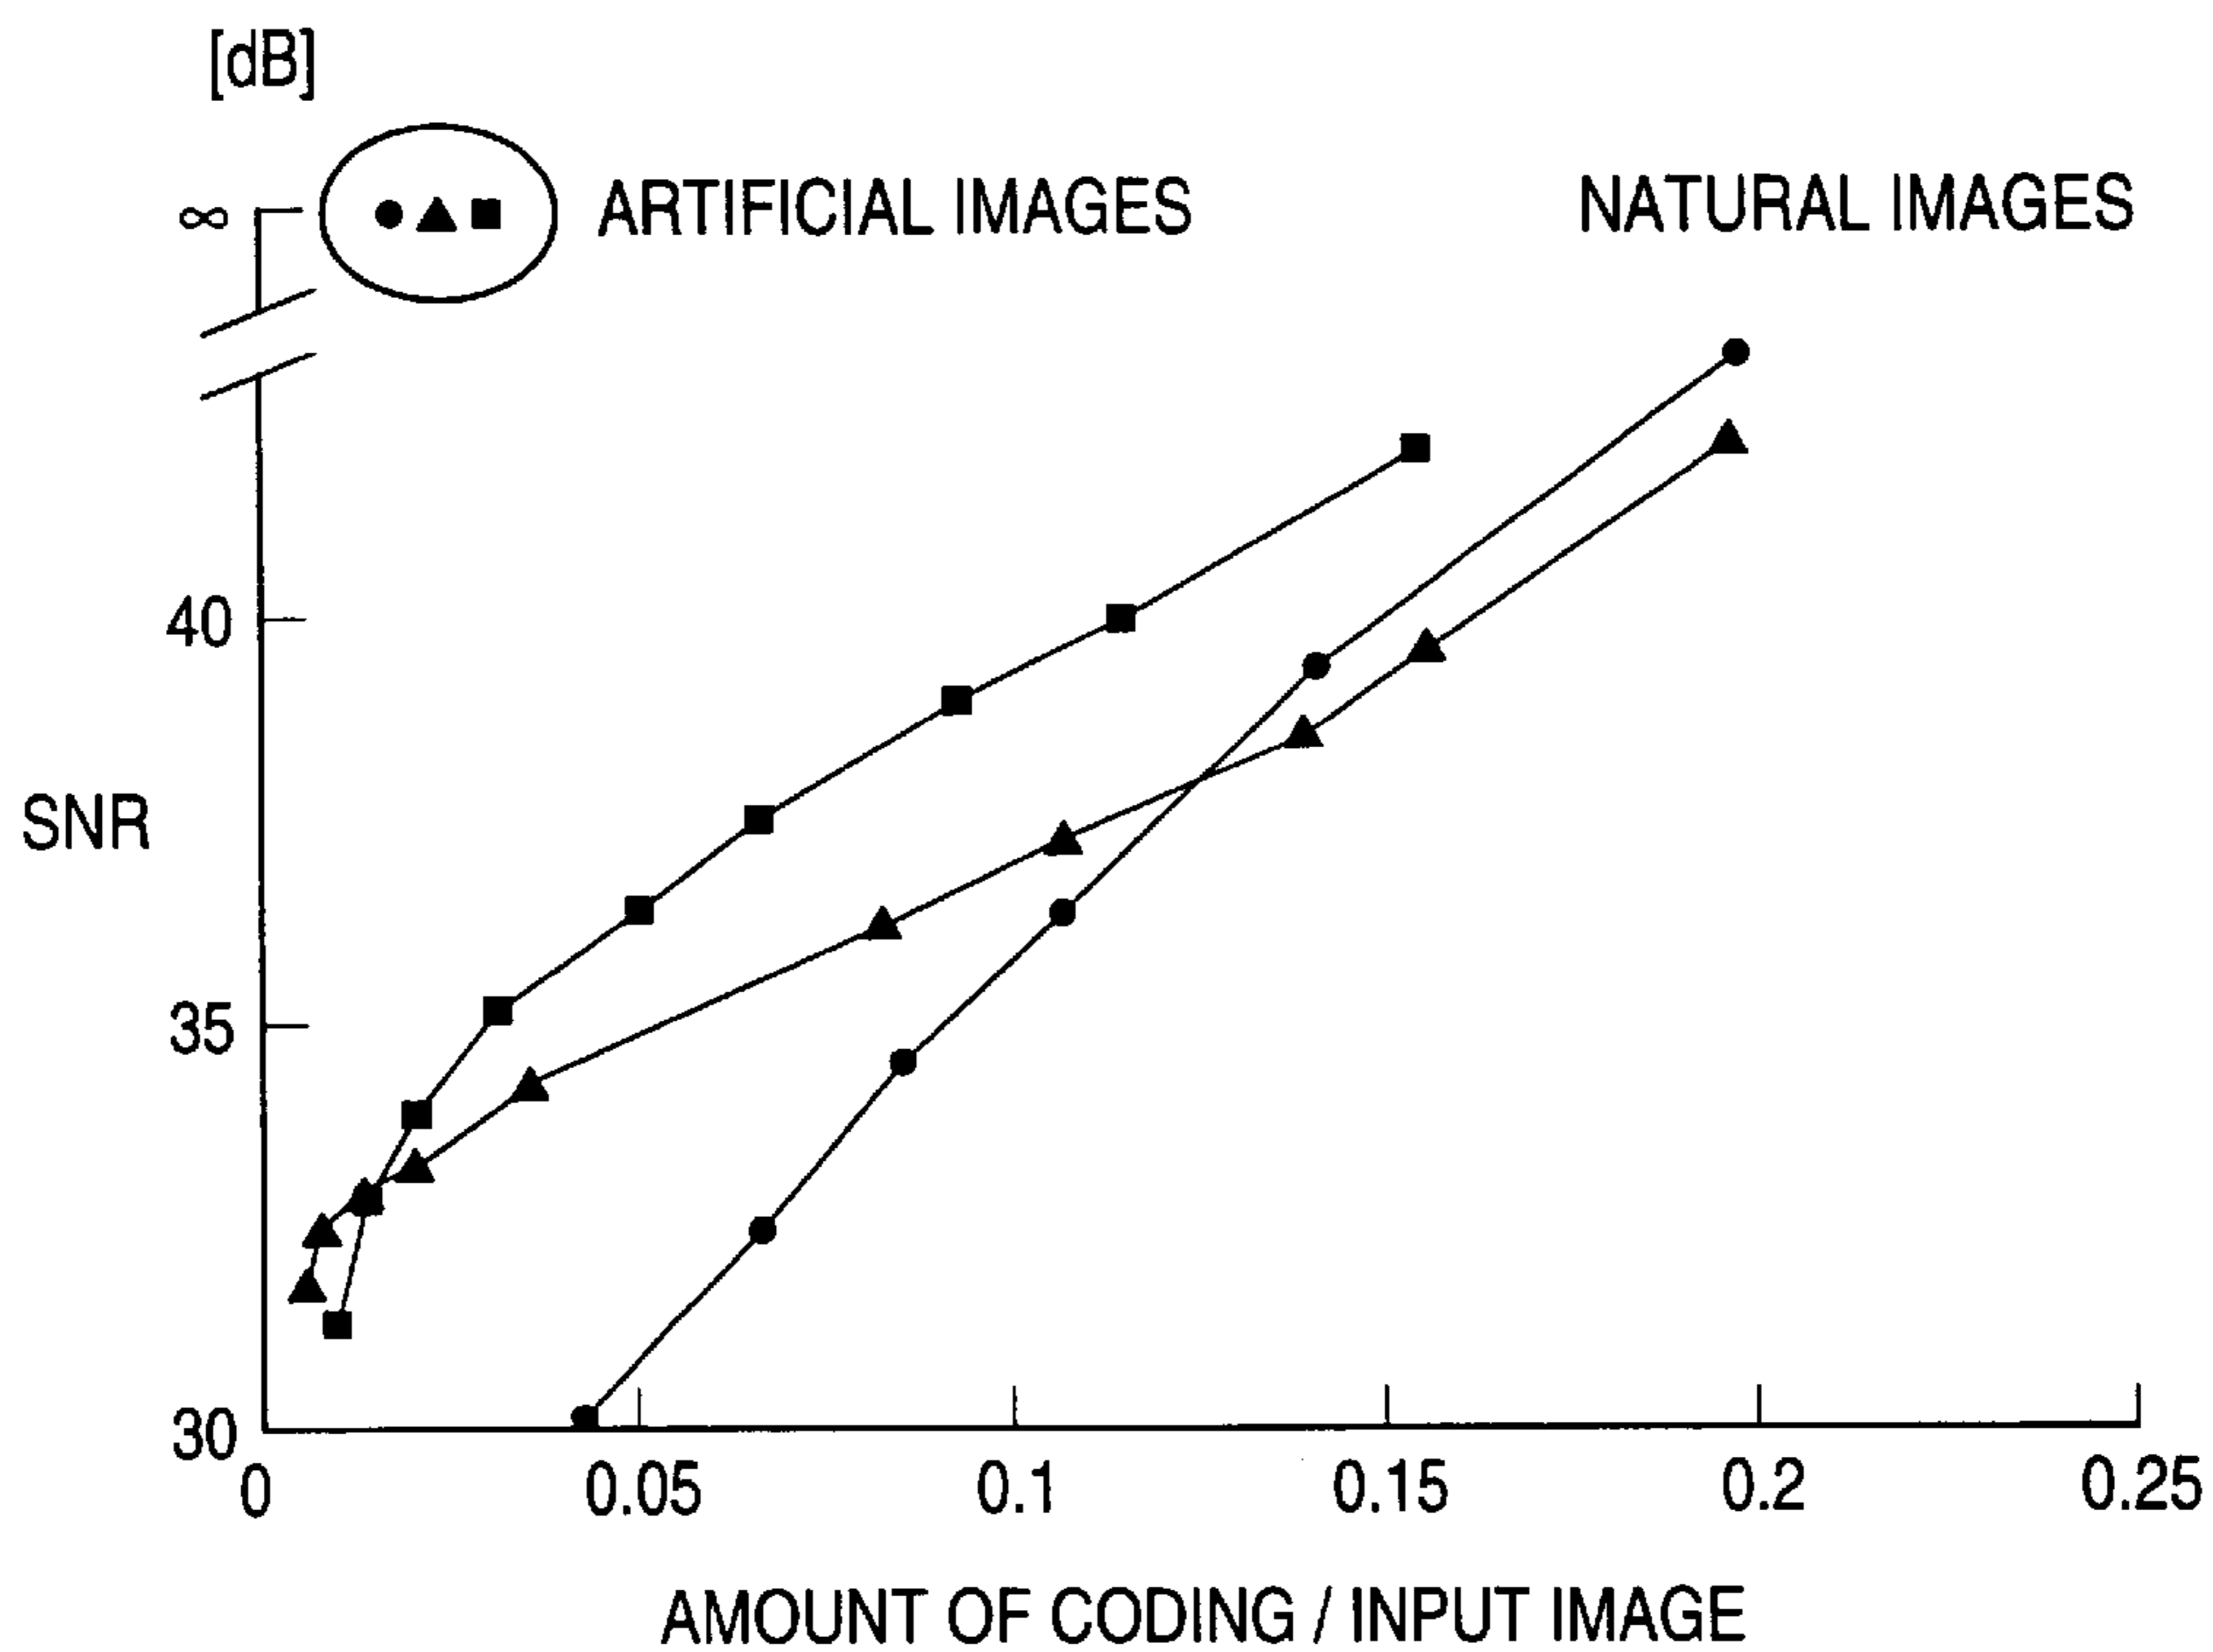 [dB]
∞
ARTIFICIAL IMAGES
NATURAL IMAGES
40
SNR
35
30
0 0.05 0.1 0.15 0.2 0.25
AMOUNT OF CODING / INPUT IMAGE